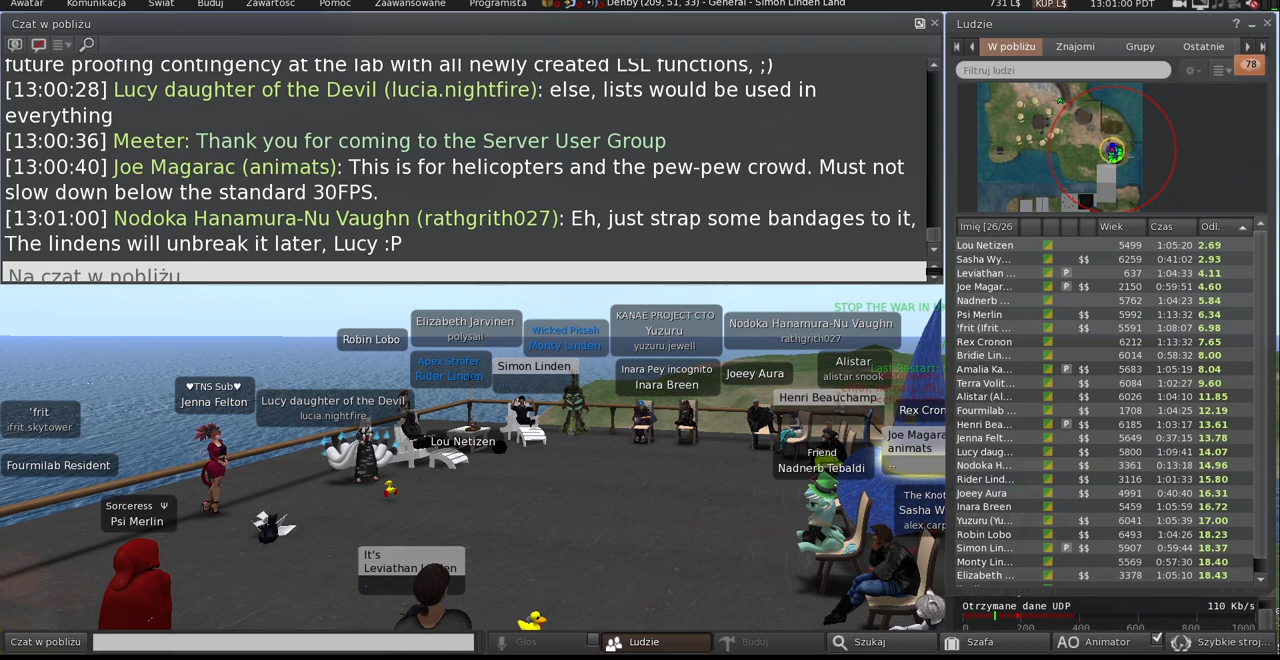 Awatar Komunikacja Świat Buduj Zawartość Pomoc Zaawansowane Programista Denby (209, 51, 33) - General - Simon Linden Land 731 L$ KUP L$ 13:01:00 PDT
Czat w pobliżu
future proofing contingency at the lab with all newly created LSL functions, ;)
[13:00:28] Lucy daughter of the Devil (lucia.nightfire): else, lists would be used in
everything
[13:00:36] Meeter: Thank you for coming to the Server User Group
[13:00:40] Joe Magarac (animats): This is for helicopters and the pew-pew crowd. Must not
slow down below the standard 30FPS.
[13:01:00] Nodoka Hanamura-Nu Vaughn (rathgrith027): Eh, just strap some bandages to it,
The lindens will unbreak it later, Lucy :P
Na czat w pobliżu
STOP THE WAR IN
KANAE PROJECT CTO
Yuzuru
yuzuru.jewell
Elizabeth Jarvinen
polysail
Wicked Pissah
Monty Linden
Nodoka Hanamura-Nu Vaughn
rathgrith027
Robin Lobo
Apex Strafer
Rider Linden
Simon Linden
Inara Pey incognito
Inara Breen
Joeey Aura
Alistar
alistar.snook
Last Restart:
♥TNS Sub♥
Jenna Felton
Lucy daughter of the Devil
lucia.nightfire
Henri Beauchamp
'frit
ifrit.skytower
Rex Cron
Lou Netizen
Joe Magara
animats
..
Fourmilab Resident
Friend
Nadnerb Tebaldi
Sorceress Ψ
Psi Merlin
The Knot
Sasha W
alex.carp
It's
Leviathan
Ludzie
? _ ×
W pobliżu Znajomi Grupy Ostatnie
78
Filtruj ludzi
Imię [26/26 Wiek Czas Odl.
Lou Netizen 5499 1:05:20 2.69
Sasha Wy... $$ 6259 0:41:02 2.93
Leviathan ... P 637 1:04:33 4.11
Joe Magar... P $$ 2150 0:59:51 4.60
Nadnerb ... 5762 1:04:23 5.84
Psi Merlin $$ 5992 1:13:32 6.34
'frit (Ifrit ... $$ 5591 1:08:07 6.98
Rex Cronon $$ 6212 1:13:32 7.65
Bridie Lin... 6014 0:58:32 8.00
Amalia Ka... P $$ 5683 1:05:19 8.04
Terra Volit... $$ 6084 1:02:27 9.60
Alistar (Al... $$ 6026 1:04:10 11.85
Fourmilab ... $$ 1708 1:04:25 12.19
Henri Bea... P $$ 6185 1:03:17 13.61
Jenna Felt... $$ 5649 0:37:15 13.78
Lucy daug... $$ 5800 1:09:41 14.07
Nodoka H... $$ 3361 0:13:18 14.96
Rider Lind... $$ 3116 1:01:33 15.80
Joeey Aura $$ 4991 0:40:40 16.31
Inara Breen 5459 1:05:59 16.72
Yuzuru (Yu... $$ 6041 1:05:39 17.00
Robin Lobo 6493 1:04:26 18.23
Simon Lin... P $$ 5907 0:59:44 18.37
Monty Lin... 5569 0:57:30 18.40
Elizabeth ... $$ 3378 1:05:10 18.43
Otrzymane dane UDP 110 Kb/s
0 200 400 600 800 1000
Czat w pobliżu Głos Ludzie Buduj Szukaj Szafa AO Animator Szybkie stroj...